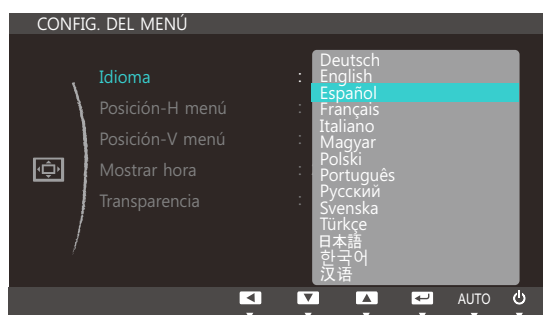 CONFIG. DEL MENÚ
Idioma :
Posición-H menú :
Posición-V menú :
Mostrar hora :
Transparencia :
Deutsch
English
Español
Français
Italiano
Magyar
Polski
Português
Русский
Svenska
Türkçe
日本語
한국어
汉语
AUTO